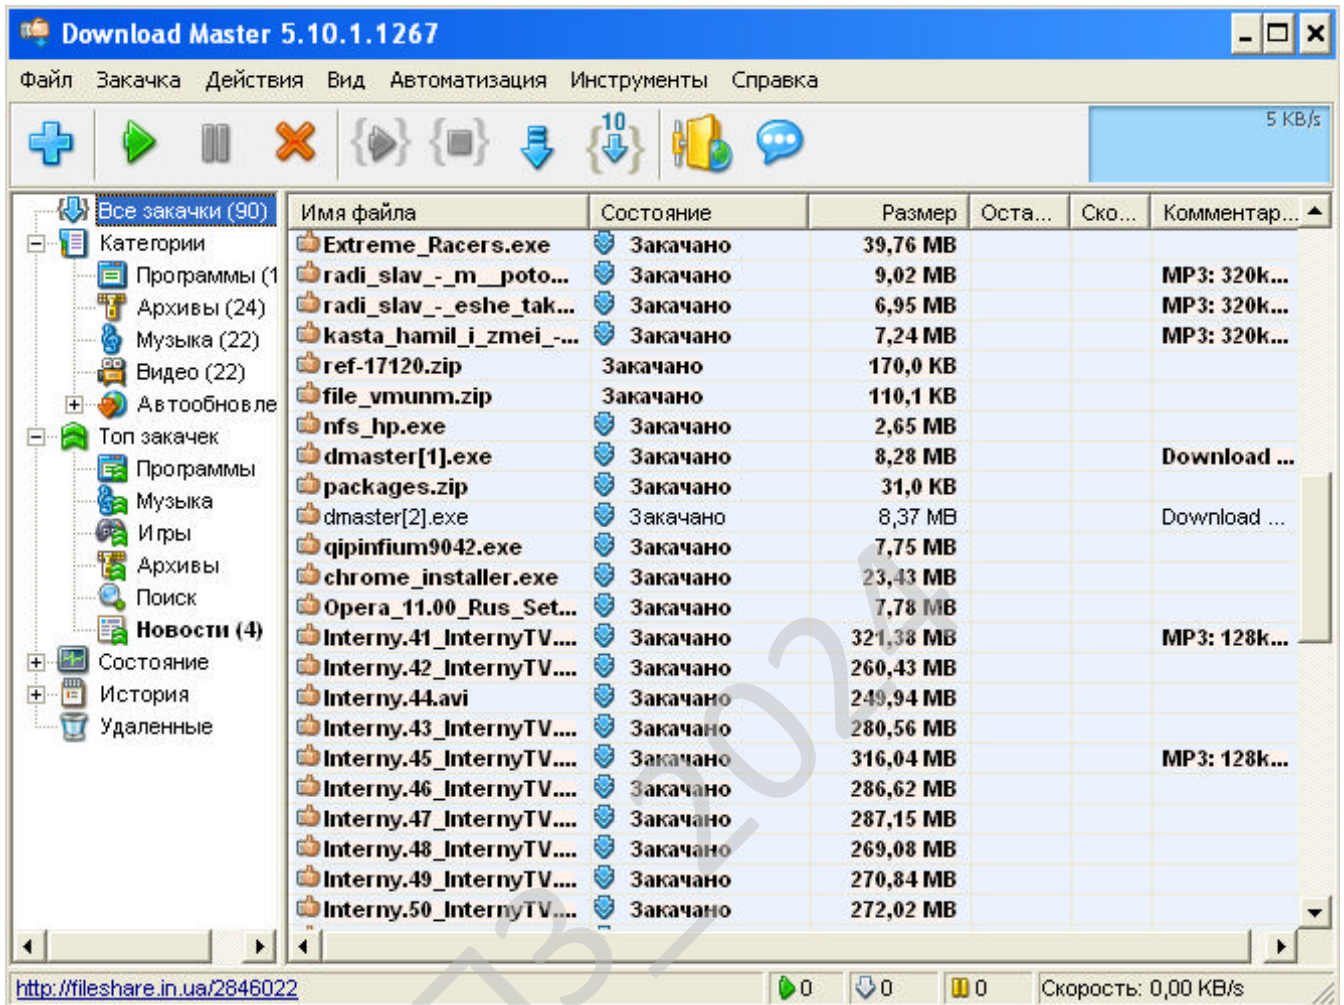 Download Master 5.10.1.1267
Файл Закачка Действия Вид Автоматизация Инструменты Справка
10
5 KB/s
Все закачки (90)
Категории
Программы (1
Архивы (24)
Музыка (22)
Видео (22)
Автообновле
Топ закачек
Программы
Музыка
Игры
Архивы
Поиск
Новости (4)
Состояние
История
Удаленные
Имя файла Состояние Размер Оста... Ско... Комментар...
Extreme_Racers.exe Закачано 39,76 MB
radi_slav_-_m__poto... Закачано 9,02 MB MP3: 320k...
radi_slav_-_eshe_tak... Закачано 6,95 MB MP3: 320k...
kasta_hamil_i_zmei_-... Закачано 7,24 MB MP3: 320k...
ref-17120.zip Закачано 170,0 KB
file_vmunm.zip Закачано 110,1 KB
nfs_hp.exe Закачано 2,65 MB
dmaster[1].exe Закачано 8,28 MB Download ...
packages.zip Закачано 31,0 KB
dmaster[2].exe Закачано 8,37 MB Download ...
qipinfium9042.exe Закачано 7,75 MB
chrome_installer.exe Закачано 23,43 MB
Opera_11.00_Rus_Set... Закачано 7,78 MB
Interny.41_InternyTV.... Закачано 321,38 MB MP3: 128k...
Interny.42_InternyTV.... Закачано 260,43 MB
Interny.44.avi Закачано 249,94 MB
Interny.43_InternyTV.... Закачано 280,56 MB
Interny.45_InternyTV.... Закачано 316,04 MB MP3: 128k...
Interny.46_InternyTV.... Закачано 286,62 MB
Interny.47_InternyTV.... Закачано 287,15 MB
Interny.48_InternyTV.... Закачано 269,08 MB
Interny.49_InternyTV.... Закачано 270,84 MB
Interny.50_InternyTV.... Закачано 272,02 MB
http://fileshare.in.ua/2846022 0 0 0 Скорость: 0,00 KB/s